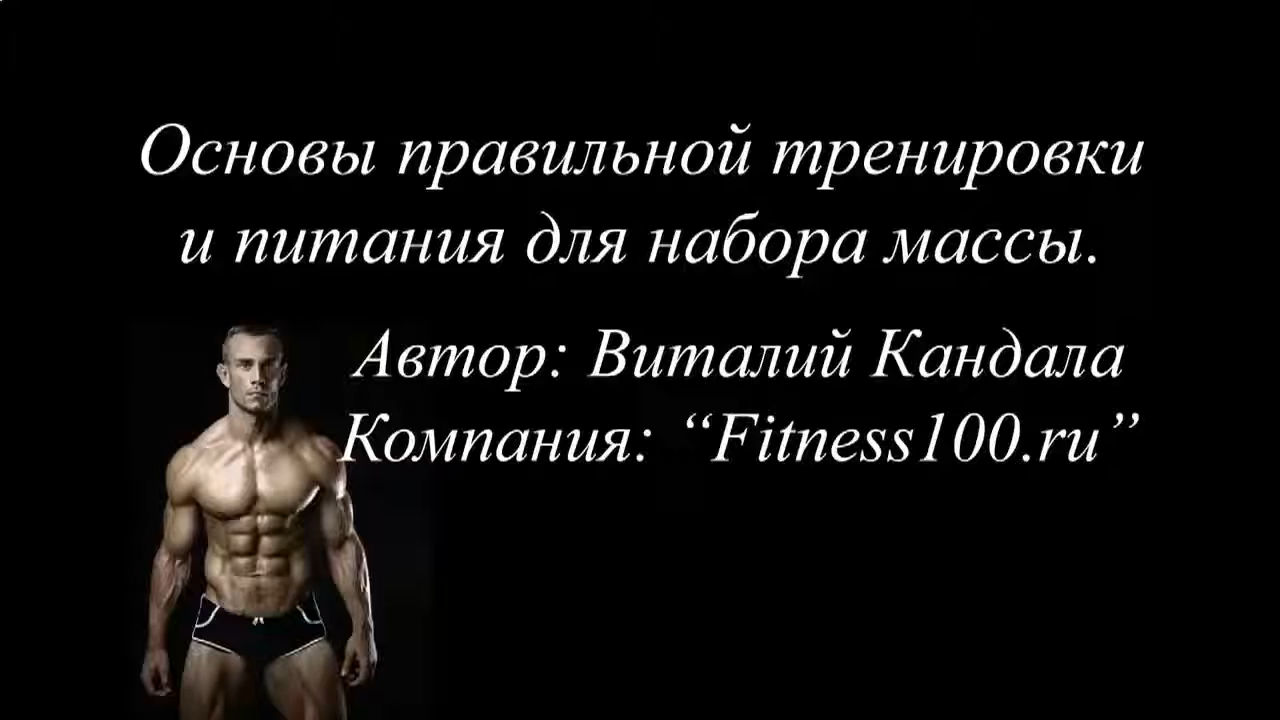 Основы правильной тренировки
и питания для набора массы.
Автор: Виталий Кандала
Компания: “Fitness100.ru”